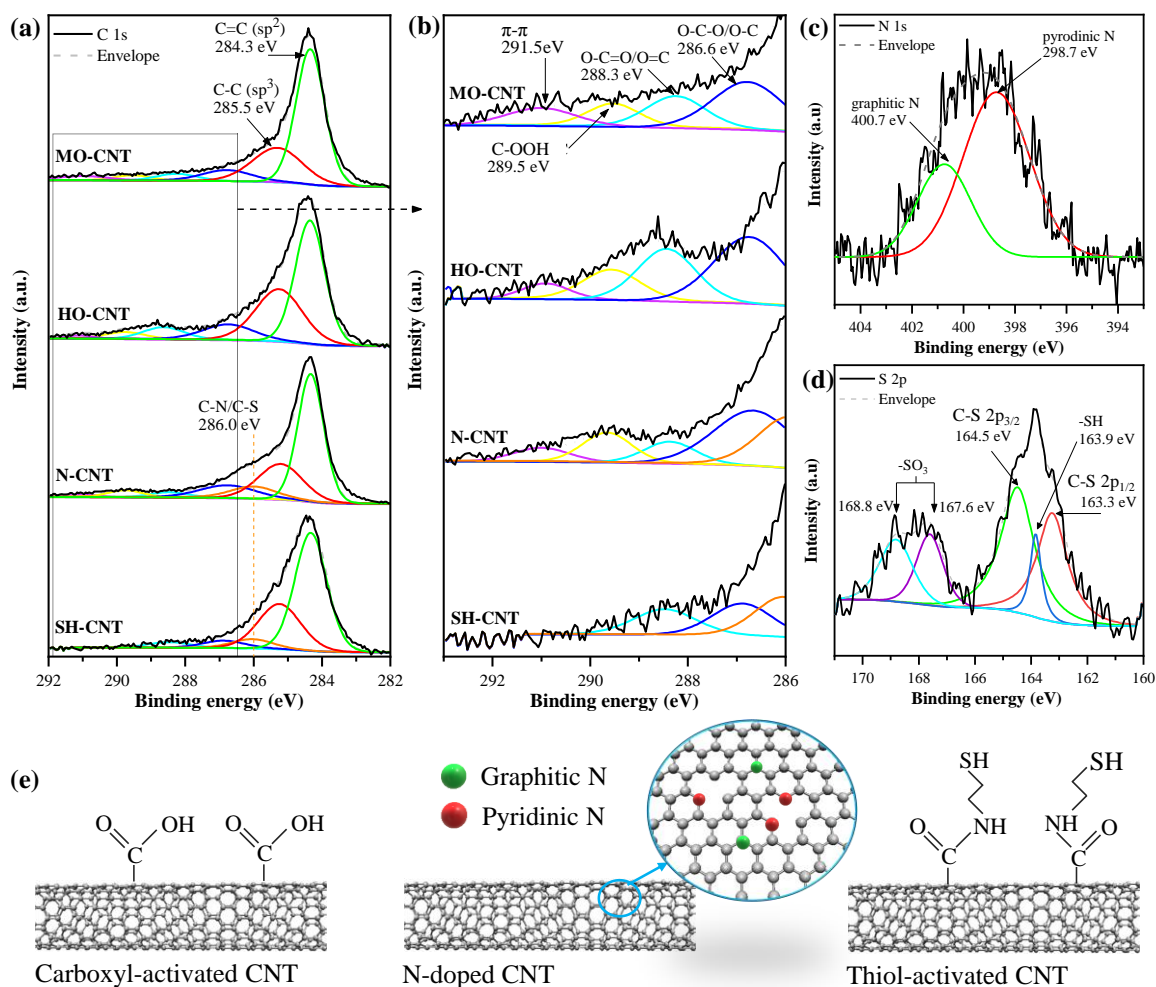 (a)
C 1s
Envelope
C=C (sp²)
284.3 eV
C-C (sp³)
285.5 eV
MO-CNT
HO-CNT
C-N/C-S
286.0 eV
N-CNT
SH-CNT
Intensity (a.u.)
292 290 288 286 284 282
Binding energy (eV)
(b)
π-π
291.5eV
O-C=O/O=C
288.3 eV
O-C-O/O-C
286.6 eV
MO-CNT
C-OOH
289.5 eV
HO-CNT
N-CNT
SH-CNT
Intensity (a.u.)
292 290 288 286
Binding energy (eV)
(c)
N 1s
Envelope
pyrodinic N
298.7 eV
graphitic N
400.7 eV
Intensity (a.u)
404 402 400 398 396 394
Binding energy (eV)
(d)
S 2p
Envelope
C-S 2p₃/₂
164.5 eV
-SH
163.9 eV
-SO₃
168.8 eV
167.6 eV
C-S 2p₁/₂
163.3 eV
Intensity (a.u)
170 168 166 164 162 160
Binding energy (eV)
(e)
O
OH
C
O
OH
C
Carboxyl-activated CNT
Graphitic N
Pyridinic N
N-doped CNT
SH
SH
O
NH
C
NH
O
C
Thiol-activated CNT